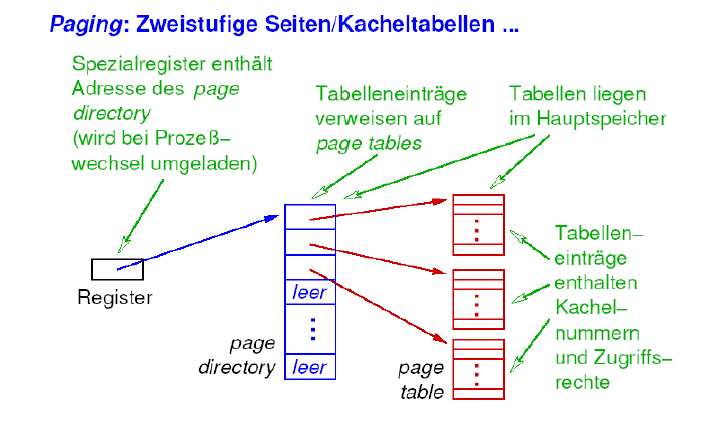 Paging: Zweistufige Seiten/Kacheltabellen ...
Spezialregister enthält
Adresse des page
directory
(wird bei Prozeß–
wechsel umgeladen)
Tabelleneinträge
verweisen auf
page tables
Tabellen liegen
im Hauptspeicher
Register
leer
page
directory
leer
page
table
Tabellen–
einträge
enthalten
Kachel–
nummern
und Zugriffs–
rechte